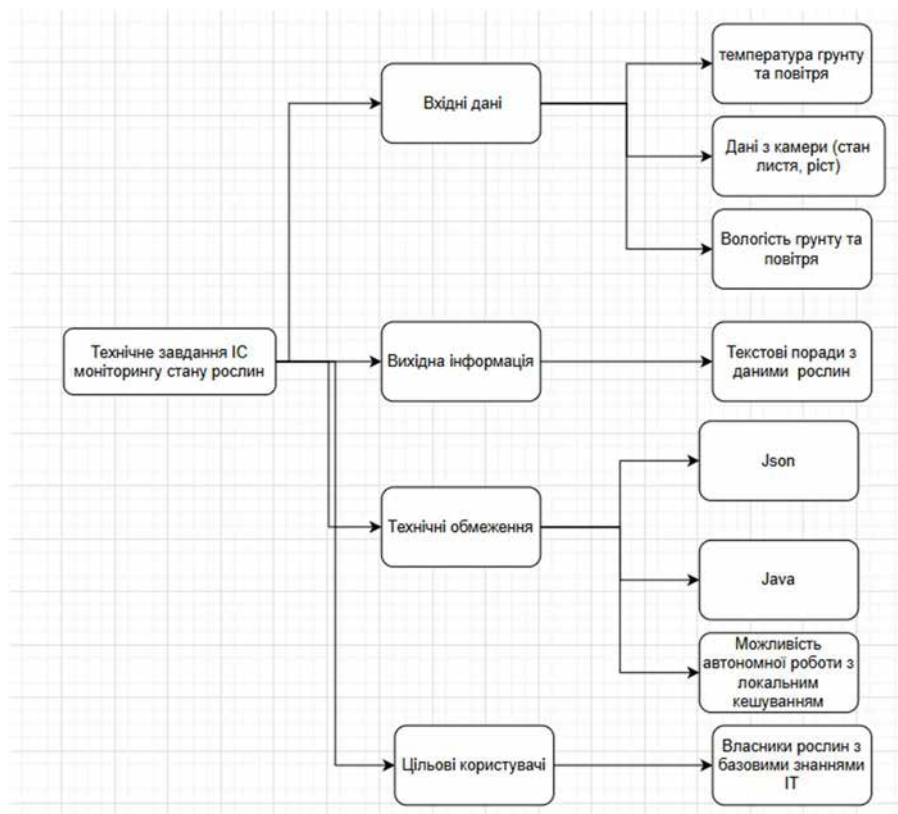 температура грунту
та повітря
Вхідні дані
Дані з камери (стан
листя, ріст)
Вологість грунту та
повітря
Технічне завдання ІС
моніторингу стану рослин
Вихідна інформація
Текстові поради з
даними рослин
Json
Технічні обмеження
Java
Можливість
автономної роботи з
локальним
кешуванням
Цільові користувачі
Власники рослин з
базовими знаннями
ІТ